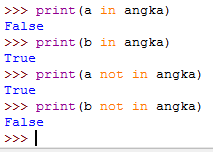 >>> print(a in angka)
False
>>> print(b in angka)
True
>>> print(a not in angka)
True
>>> print(b not in angka)
False
>>>